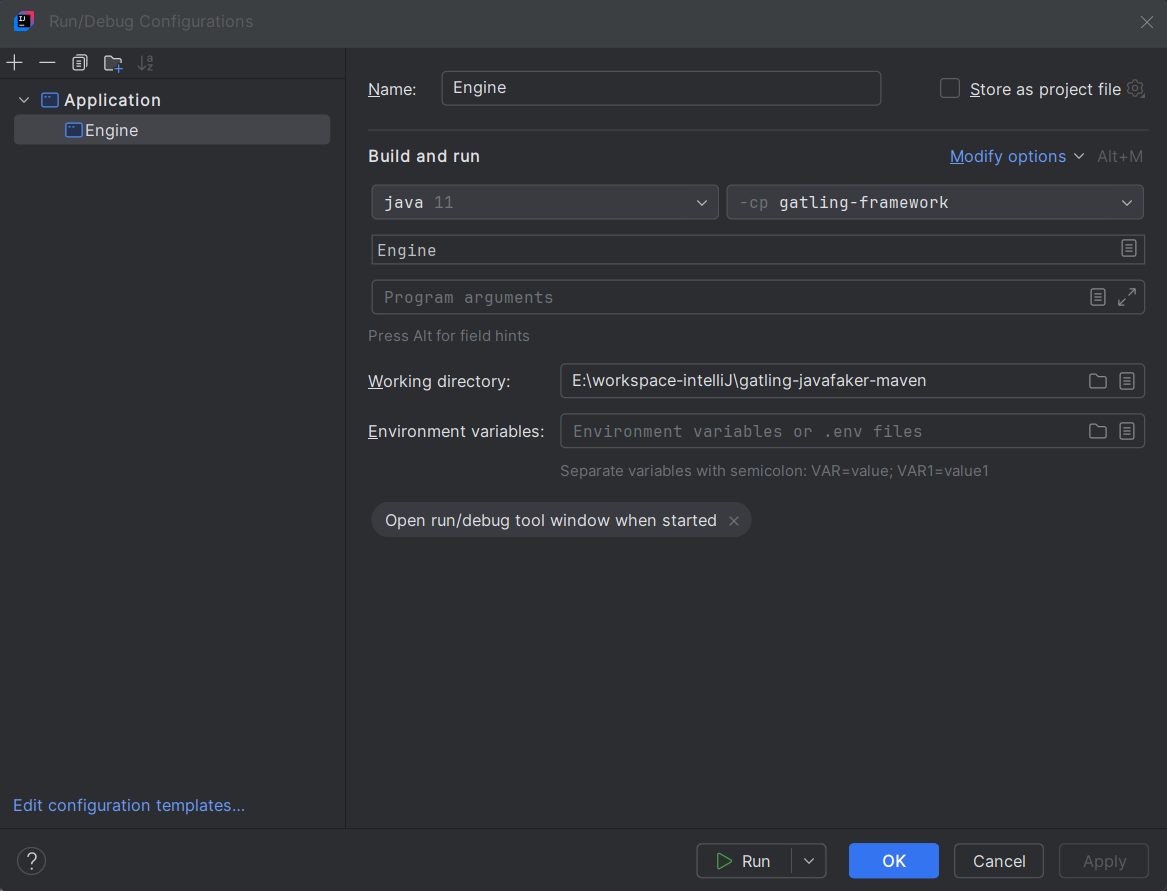 Run/Debug Configurations
Application
Engine
Name: Engine Store as project file
Build and run Modify options Alt+M
java 11 -cp gatling-framework
Engine
Program arguments
Press Alt for field hints
Working directory: E:\workspace-intelliJ\gatling-javafaker-maven
Environment variables: Environment variables or .env files
Separate variables with semicolon: VAR=value; VAR1=value1
Open run/debug tool window when started
Edit configuration templates...
? Run OK Cancel Apply